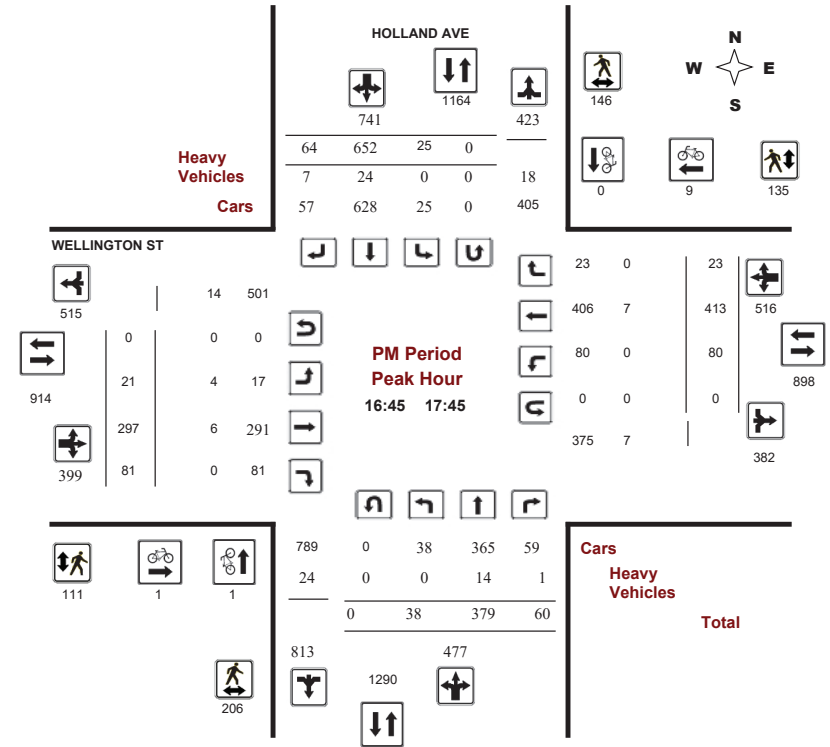 HOLLAND AVE
N
W E
S
1164
146
741 423
64 652 25 0
Heavy
Vehicles
7 24 0 0 18
Cars
57 628 25 0 405
0 9 135
WELLINGTON ST
515
14 501
0 0 0
914
21 4 17
297 6 291
399
81 0 81
PM Period
Peak Hour
16:45 17:45
23 0 23
406 7 413 516
80 0 80
898
0 0 0
375 7
382
111 1 1
789 0 38 365 59
24 0 0 14 1
0 38 379 60
Cars
Heavy
Vehicles
Total
813 477
1290
206